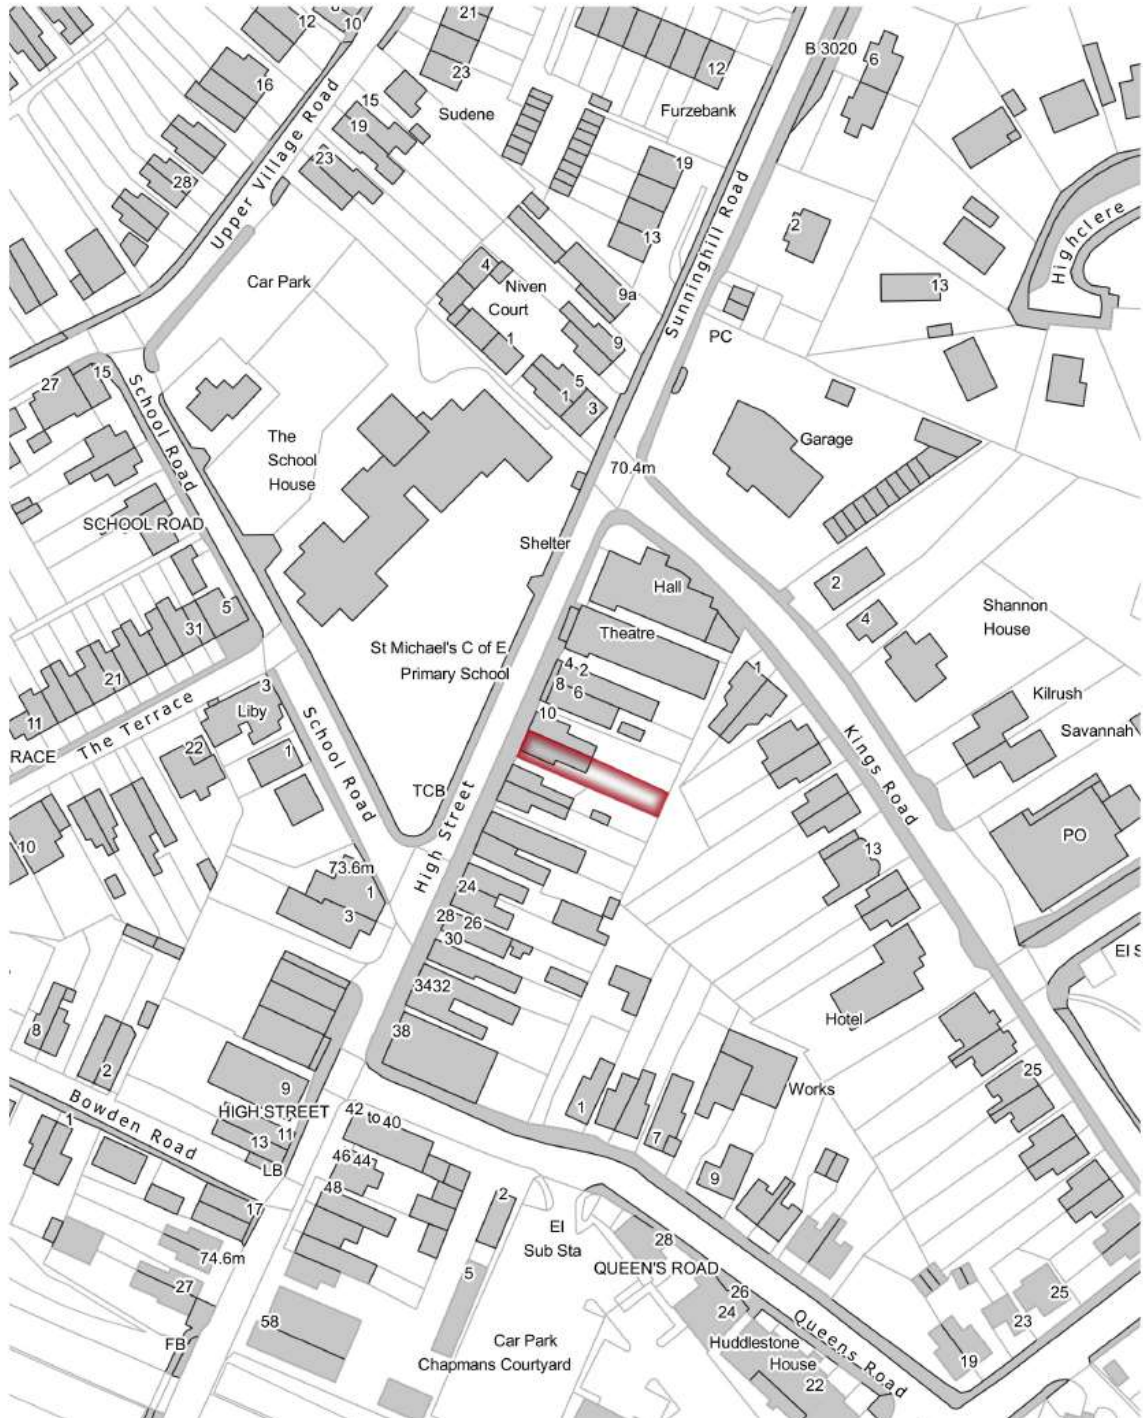 8
12
10
21
B 3020
6
23
12
16
Sudene
15
Furzebank
19
Upper Village Road
23
28
19
13
2
Sunninghill Road
Highclere
Car Park
4
Niven
Court
9a
13
1
9
PC
27
15
5
1
3
School Road
The
School
House
Garage
70.4m
SCHOOL ROAD
Shelter
Hall
2
Shannon
House
4
Theatre
5
31
St Michael's C of E
Primary School
4
2
8
6
1
21
3
Kilrush
11
The Terrace
Liby
School Road
10
Kings Road
Savannah
RACE
22
1
TCB
High Street
PO
10
13
73.6m
1
3
24
28
26
30
EI S
3432
8
38
Hotel
2
9
Works
25
Bowden Road
HIGH STREET
1
11
13
42
to
40
1
7
LB
46
44
48
9
17
2
El
Sub Sta
28
74.6m
QUEEN'S ROAD
5
27
26
24
25
23
58
Queens Road
FB
Car Park
Chapmans Courtyard
Huddlestone
House
22
19